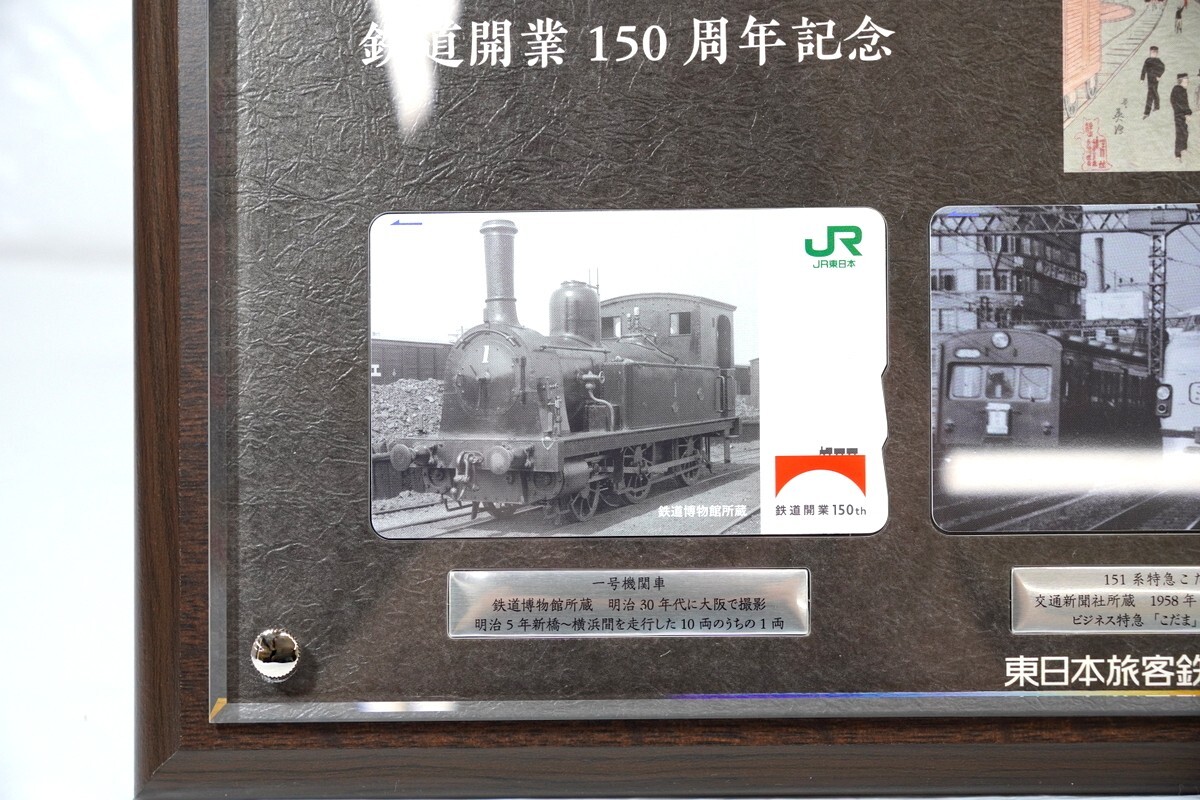 鉄道開業 150 周年記念
JR
JR東日本
鉄道博物館所蔵
鉄道開業150th
一号機関車
鉄道博物館所蔵　明治 30 年代に大阪で撮影
明治 5 年新橋～横浜間を走行した 10 両のうちの 1 両
151 系特急こだ
交通新聞社所蔵　1958 年
ビジネス特急「こだま」
東日本旅客鉄